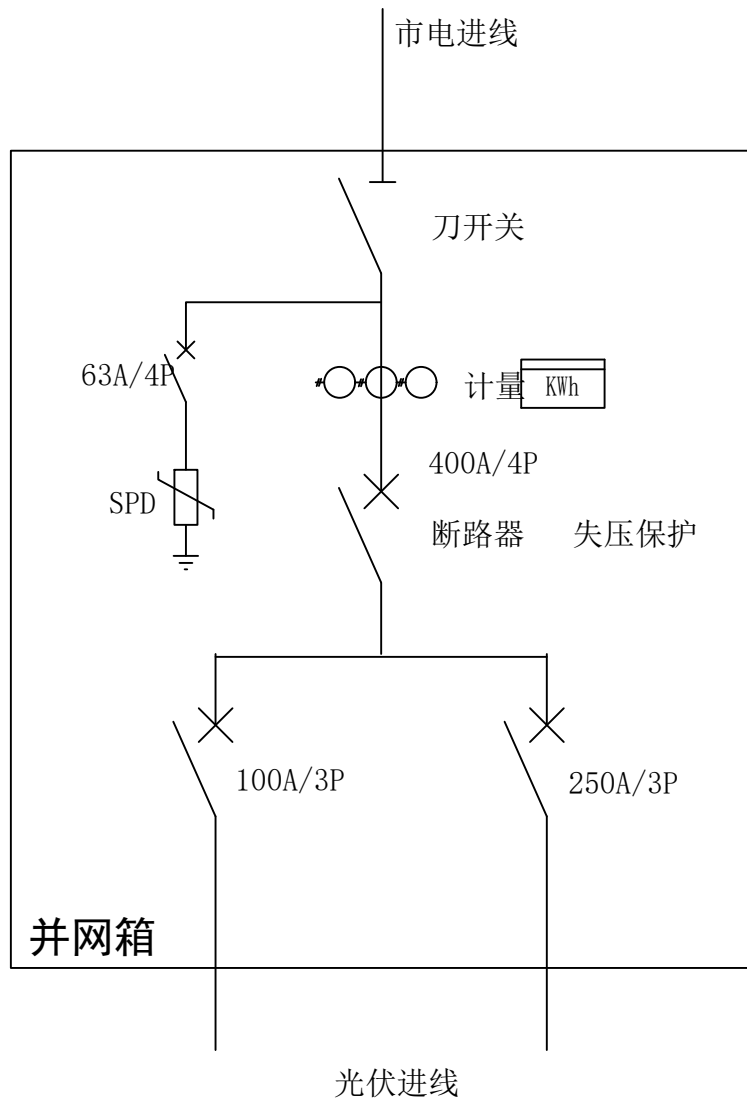 市电进线
刀开关
63A/4P
计量 KWh
400A/4P
SPD
断路器 失压保护
100A/3P
250A/3P
并网箱
光伏进线